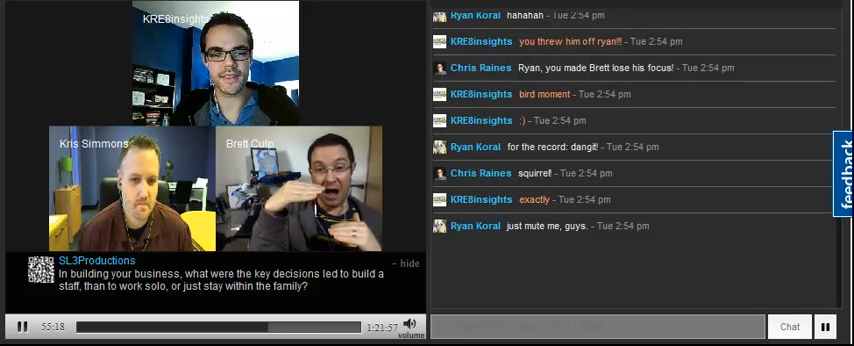 KRE8insights
Kris Simmons
Brett Culp
SL3Productions
– hide
In building your business, what were the key decisions led to build a
staff, than to work solo, or just stay within the family?
55:18
1:21:57
volume
Ryan Koral hahahah – Tue 2:54 pm
KRE8insights you threw him off ryan!!! – Tue 2:54 pm
Chris Raines Ryan, you made Brett lose his focus! – Tue 2:54 pm
KRE8insights bird moment – Tue 2:54 pm
KRE8insights :) – Tue 2:54 pm
Ryan Koral for the record: dangit! – Tue 2:54 pm
Chris Raines squirrel! – Tue 2:54 pm
KRE8insights exactly – Tue 2:54 pm
Ryan Koral just mute me, guys. – Tue 2:54 pm
Chat
feedback